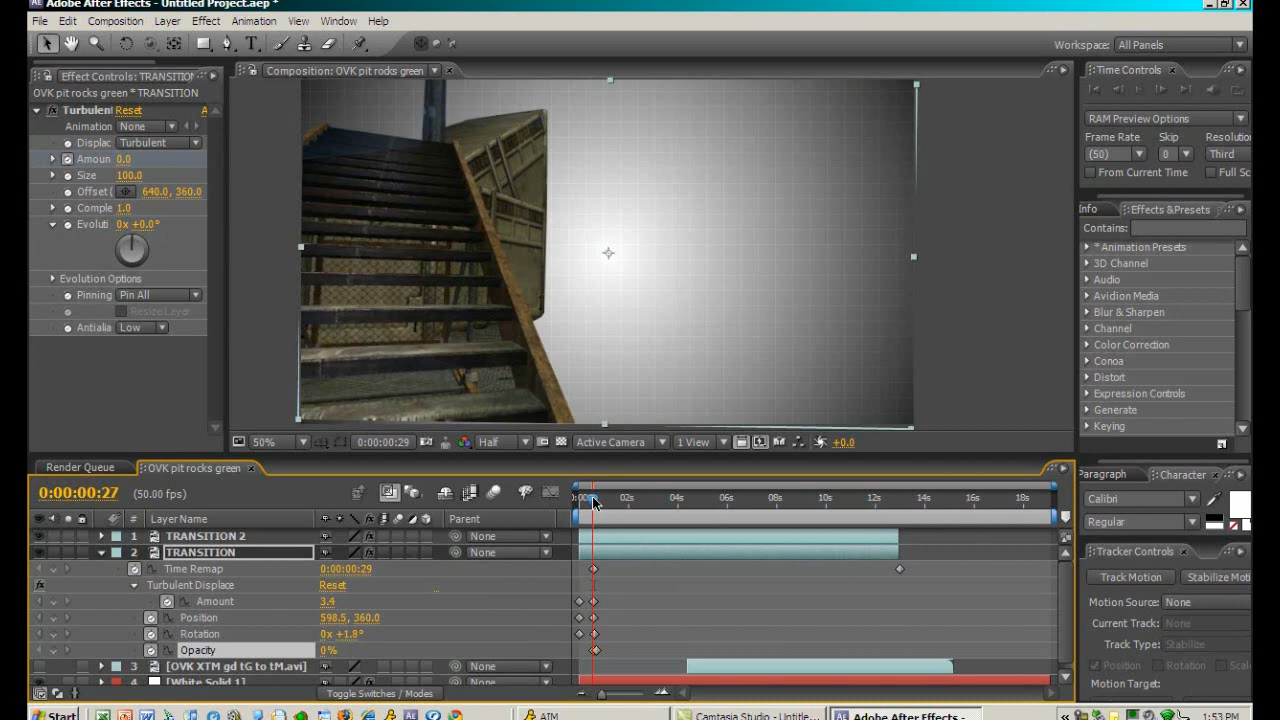 Adobe After Effects - Untitled Project.aep *
File Edit Composition Layer Effect Animation View Window Help
Workspace: All Panels
Effect Controls: TRANSITION
OVK pit rocks green * TRANSITION
Turbulent Reset A
Animation None
Displac Turbulent
Amoun 0.0
Size 100.0
Offset ( 640.0, 360.0
Comple 1.0
Evoluti 0x +0.0°
Evolution Options
Pinning Pin All
Resize Layer
Antialia Low
Composition: OVK pit rocks green
50% 0:00:00:29 Half Active Camera 1 View +0.0
Time Controls
RAM Preview Options
Frame Rate Skip Resolution
(50) 0 Third
From Current Time Full Sc
Info Effects & Presets
Contains:
* Animation Presets
3D Channel
Audio
Avidion Media
Blur & Sharpen
Channel
Color Correction
Conoa
Distort
Expression Controls
Generate
Keying
Paragraph Character
Calibri
Regular
Tracker Controls
Track Motion Stabilize Moti
Motion Source: None
Current Track: None
Track Type: Stabilize
Position Rotation Scale
Motion Target:
Render Queue OVK pit rocks green
0:00:00:27 (50.00 fps)
02s 04s 06s 08s 10s 12s 14s 16s 18s
# Layer Name Parent
1 TRANSITION 2 None
2 TRANSITION None
Time Remap 0:00:00:29
Turbulent Displace Reset
Amount 3.4
Position 598.5, 360.0
Rotation 0x +1.8°
Opacity 0%
3 [OVK XTM gd tG to tM.avi] None
4 [White Solid 1] None
Toggle Switches / Modes
Start AIM Camtasia Studio - Untitle... Adobe After Effects - ... 1:53 PM